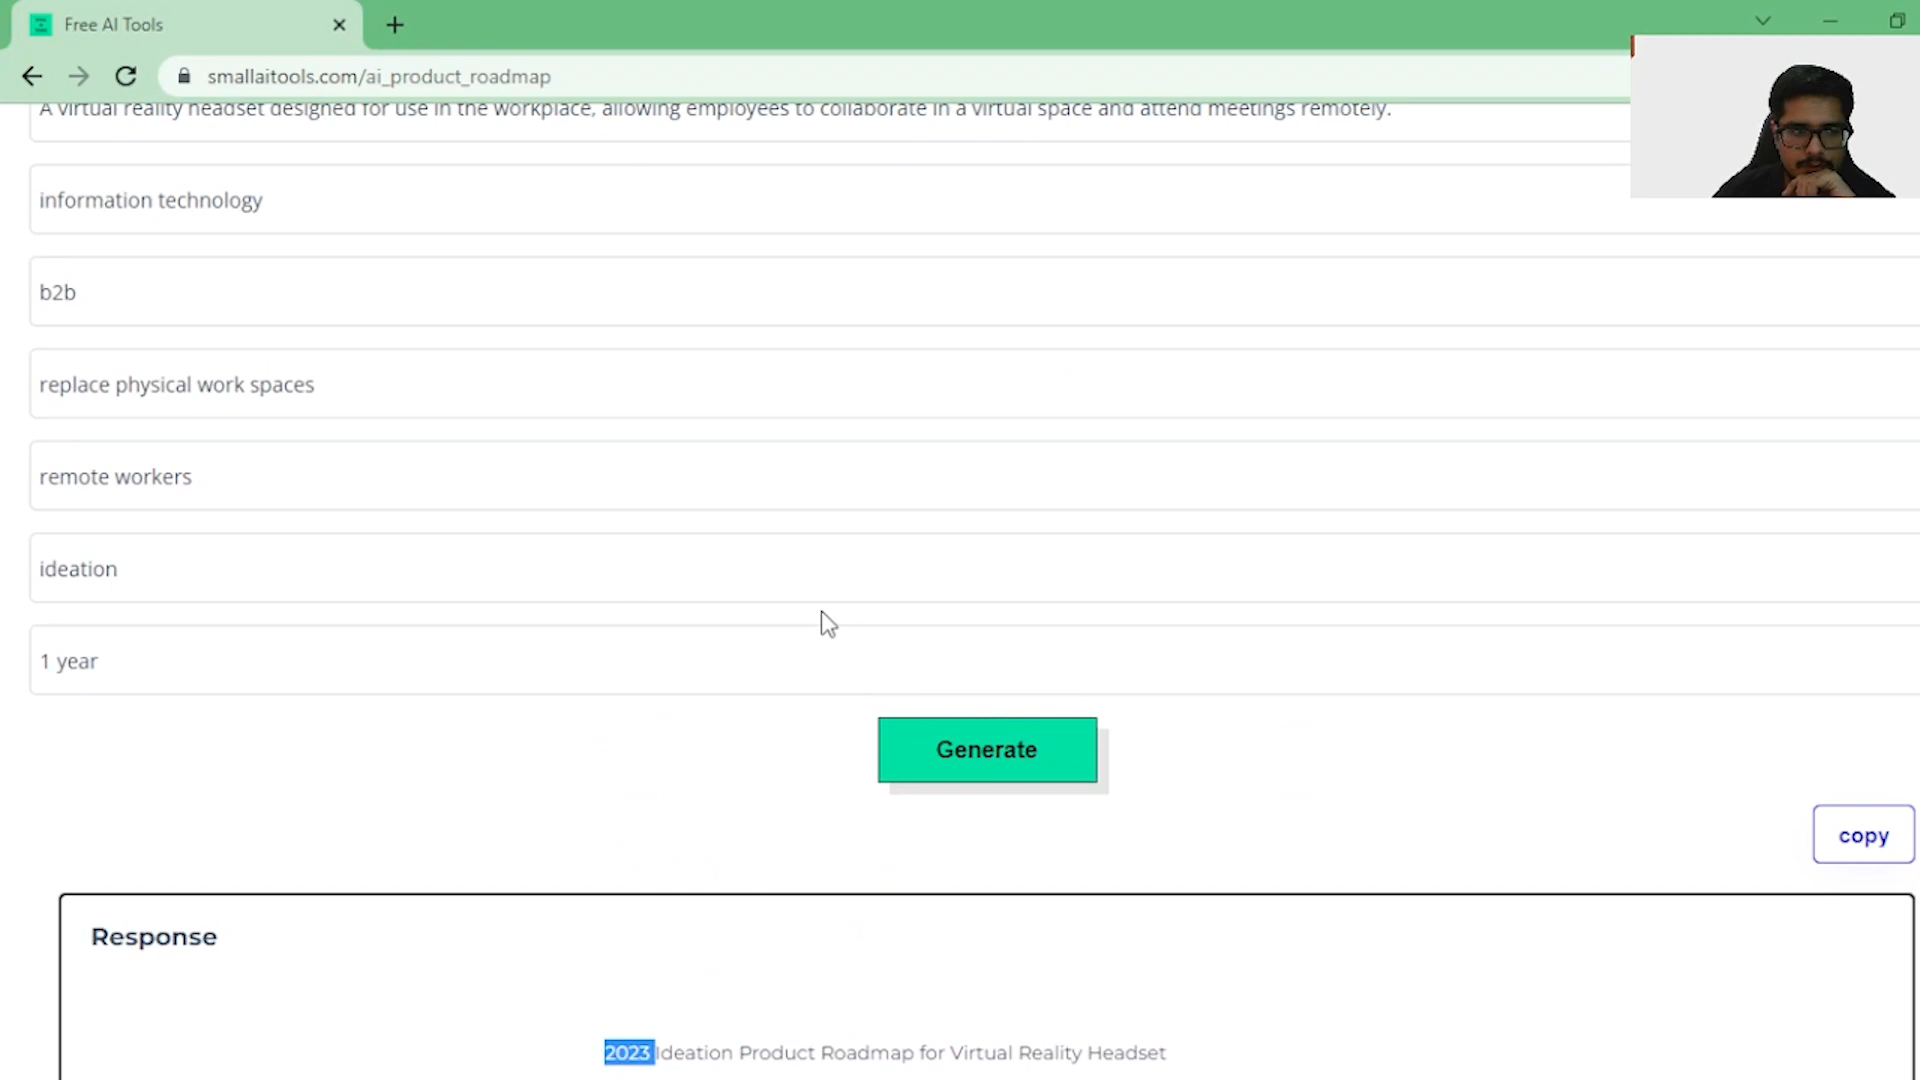 Free AI Tools
smallaitools.com/ai_product_roadmap
A virtual reality headset designed for use in the workplace, allowing employees to collaborate in a virtual space and attend meetings remotely.
information technology
b2b
replace physical work spaces
remote workers
ideation
1 year
Generate
copy
Response
2023 Ideation Product Roadmap for Virtual Reality Headset